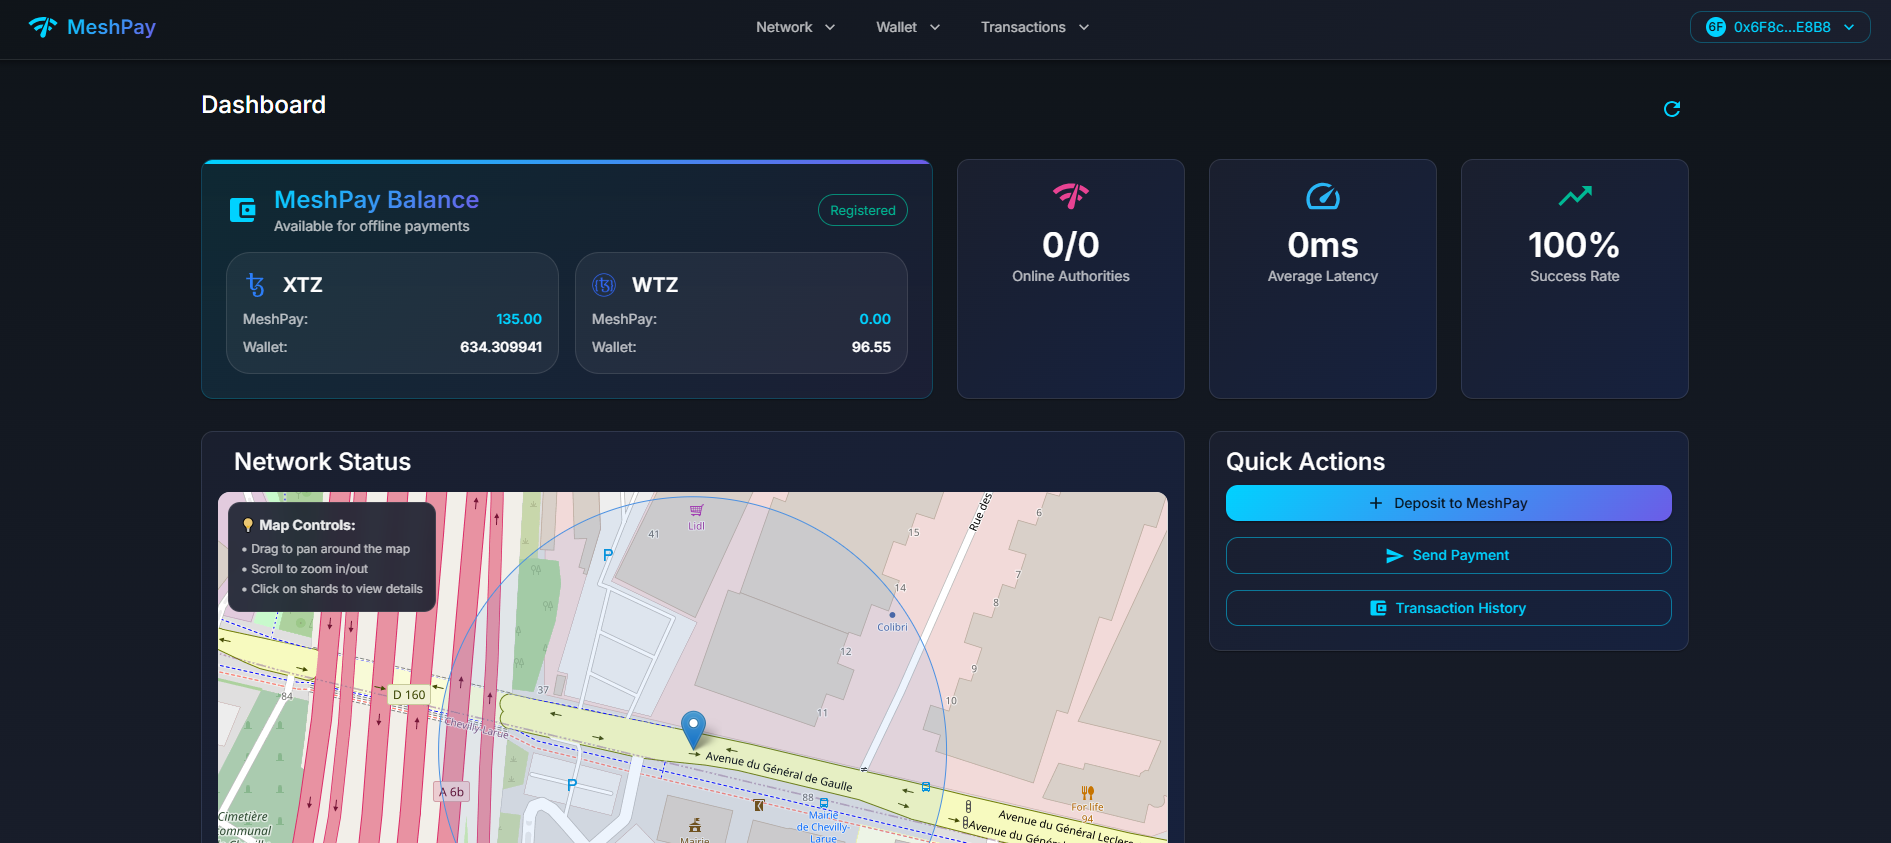 MeshPay
Network
Wallet
Transactions
6F 0x6F8c...E8B8
Dashboard
MeshPay Balance
Available for offline payments
Registered
XTZ
MeshPay: 135.00
Wallet: 634.309941
WTZ
MeshPay: 0.00
Wallet: 96.55
0/0
Online Authorities
0ms
Average Latency
100%
Success Rate
Network Status
Map Controls:
• Drag to pan around the map
• Scroll to zoom in/out
• Click on shards to view details
Lidl
41
P
Rue des
6
15
7
14
8
Colibri
12
9
37
84
D 160
10
11
Chevilly-Larue
Avenue du Général de Gaulle
P
A 6b
88
For life
94
Mairie
de Chevilly-
Larue
Cimetière
Mairie
Avenue du Général Leclerc
Avenue du Général
Quick Actions
+ Deposit to MeshPay
Send Payment
Transaction History